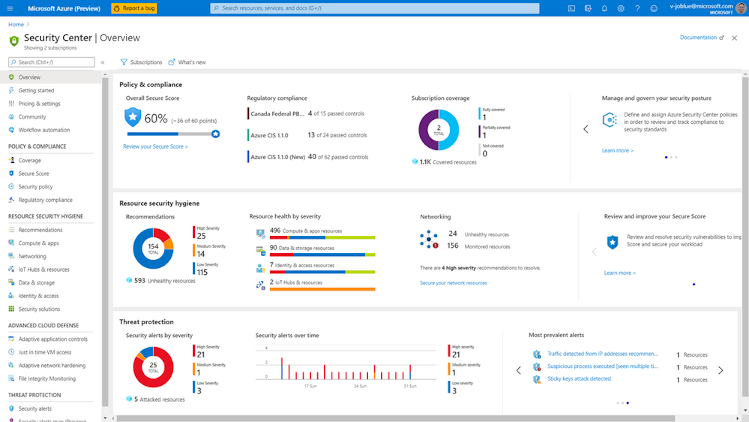 Microsoft Azure (Preview)
Report a bug
Search resources, services, and docs (G+/)
v-joblue@microsoft.com
MICROSOFT
Home >
Security Center | Overview
Showing 2 subscriptions
Documentation
Search (Ctrl+/)
«
Subscriptions
What's new
Overview
Getting started
Pricing & settings
Community
Workflow automation
POLICY & COMPLIANCE
Coverage
Secure Score
Security policy
Regulatory compliance
RESOURCE SECURITY HYGIENE
Recommendations
Compute & apps
Networking
IoT Hubs & resources
Data & storage
Identity & access
Security solutions
ADVANCED CLOUD DEFENSE
Adaptive application controls
Just in time VM access
Adaptive network hardening
File Integrity Monitoring
THREAT PROTECTION
Security alerts
Security alerts map (Preview)
Policy & compliance
Overall Secure Score
60% (~36 of 60 points)
Review your Secure Score >
Regulatory compliance
Canada Federal PB... 4 of 15 passed controls
Azure CIS 1.1.0 13 of 24 passed controls
Azure CIS 1.1.0 (New) 40 of 62 passed controls
Subscription coverage
2
TOTAL
Fully covered
1
Partially covered
1
Not covered
0
1.1K Covered resources
Manage and govern your security posture
Define and assign Azure Security Center policies
in order to review and track compliance to
security standards
Learn more >
Resource security hygiene
Recommendations
154
TOTAL
High Severity
25
Medium Severity
14
Low Severity
115
593 Unhealthy resources
Resource health by severity
496 Compute & apps resources
90 Data & storage resources
7 Identity & access resources
2 IoT Hubs & resources
Networking
24 Unhealthy resources
156 Monitored resources
There are 4 high severity recommendations to resolve.
Secure your network resources
Review and improve your Secure Score
Review and resolve security vulnerabilities to imp
Score and secure your workload
Learn more >
Threat protection
Security alerts by severity
25
TOTAL
High severity
21
Medium severity
1
Low severity
3
5 Attacked resources
Security alerts over time
4
2
0
17 Sun
24 Sun
31 Sun
High severity
21
Medium severity
1
Low severity
3
Most prevalent alerts
Traffic detected from IP addresses recommen... 1 Resources
Suspicious process executed [seen multiple ti... 1 Resources
Sticky keys attack detected 1 Resources